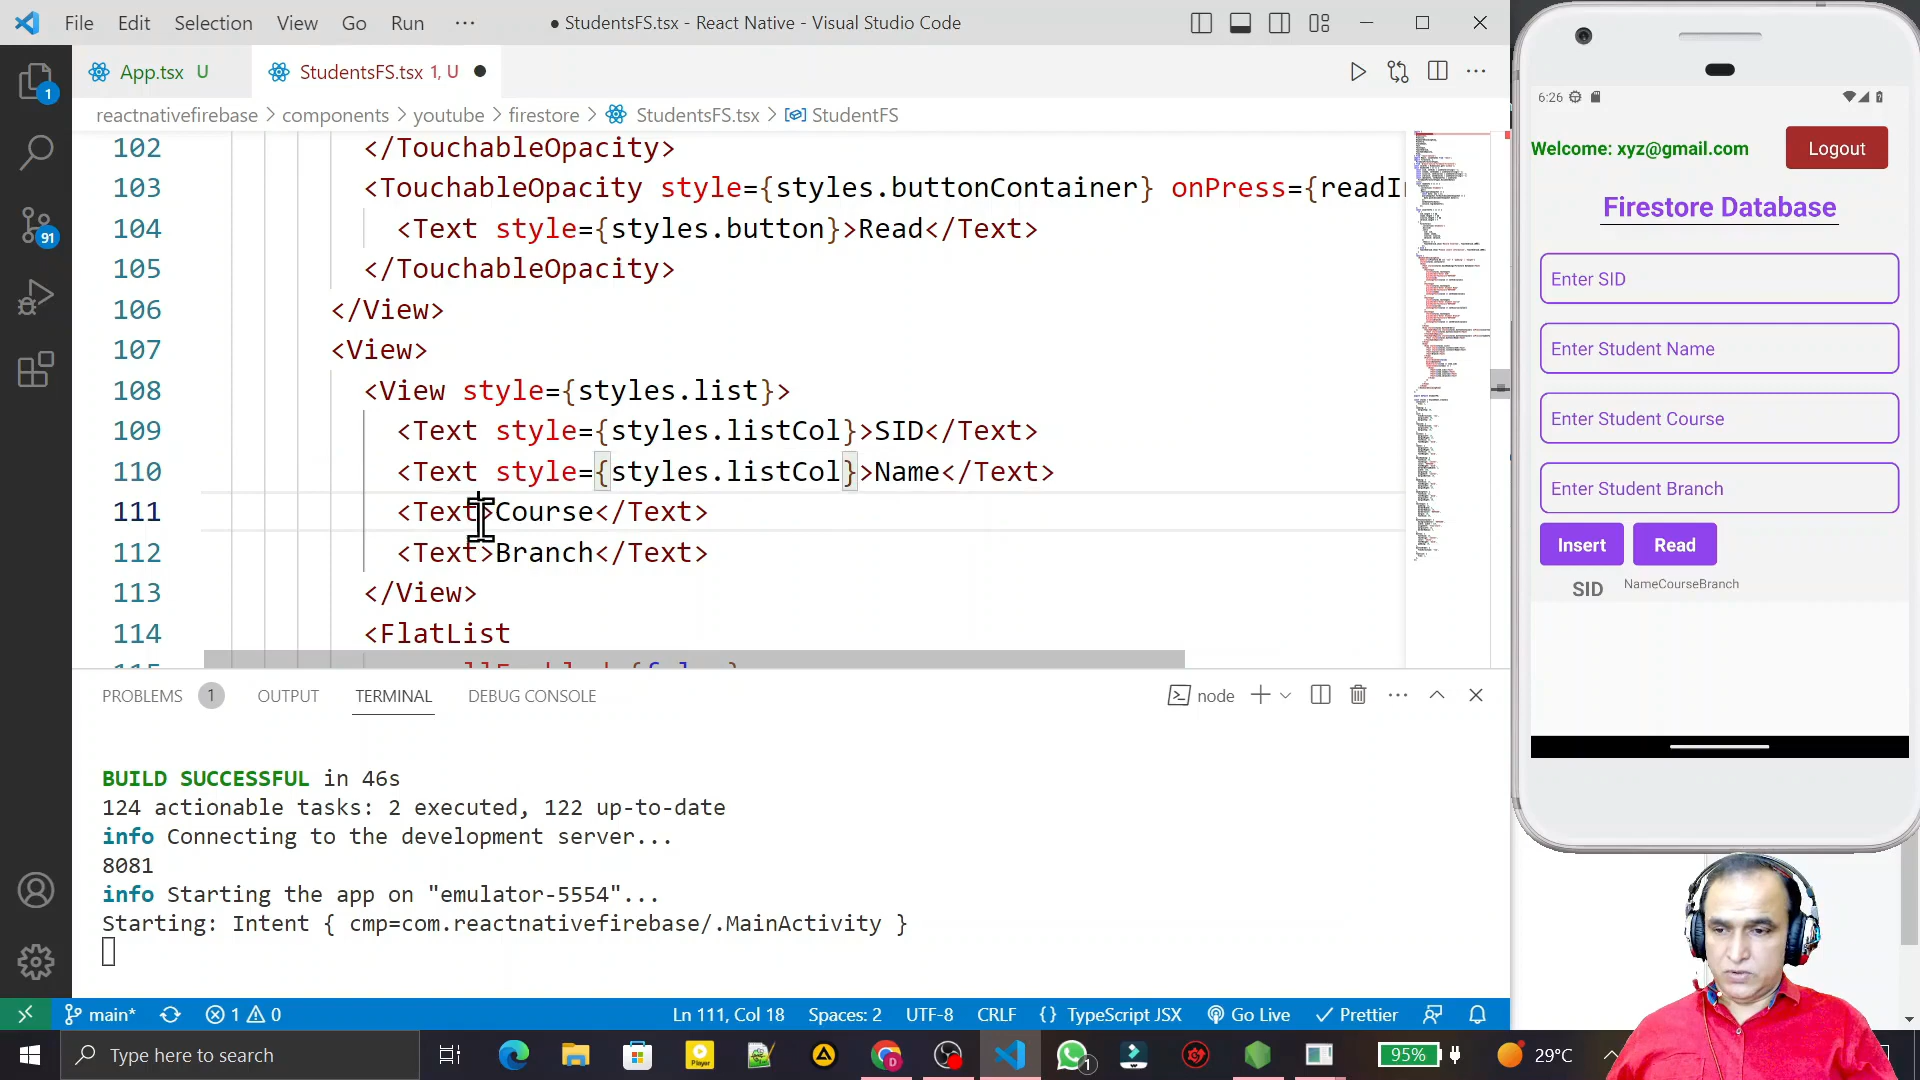 File Edit Selection View Go Run ··· ● StudentsFS.tsx - React Native - Visual Studio Code
App.tsx U StudentsFS.tsx 1, U ●
reactnativefirebase > components > youtube > firestore > StudentsFS.tsx > StudentFS
102 </TouchableOpacity>
103 <TouchableOpacity style={styles.buttonContainer} onPress={readI
104 <Text style={styles.button}>Read</Text>
105 </TouchableOpacity>
106 </View>
107 <View>
108 <View style={styles.list}>
109 <Text style={styles.listCol}>SID</Text>
110 <Text style={styles.listCol}>Name</Text>
111 <Text>Course</Text>
112 <Text>Branch</Text>
113 </View>
114 <FlatList
PROBLEMS 1 OUTPUT TERMINAL DEBUG CONSOLE node
BUILD SUCCESSFUL in 46s
124 actionable tasks: 2 executed, 122 up-to-date
info Connecting to the development server...
8081
info Starting the app on "emulator-5554"...
Starting: Intent { cmp=com.reactnativefirebase/.MainActivity }
1
91
main* 1 0 Ln 111, Col 18 Spaces: 2 UTF-8 CRLF {} TypeScript JSX Go Live Prettier
Type here to search 1 95% 29°C
6:26
Welcome: xyz@gmail.com Logout
Firestore Database
Enter SID
Enter Student Name
Enter Student Course
Enter Student Branch
Insert Read
SID NameCourseBranch